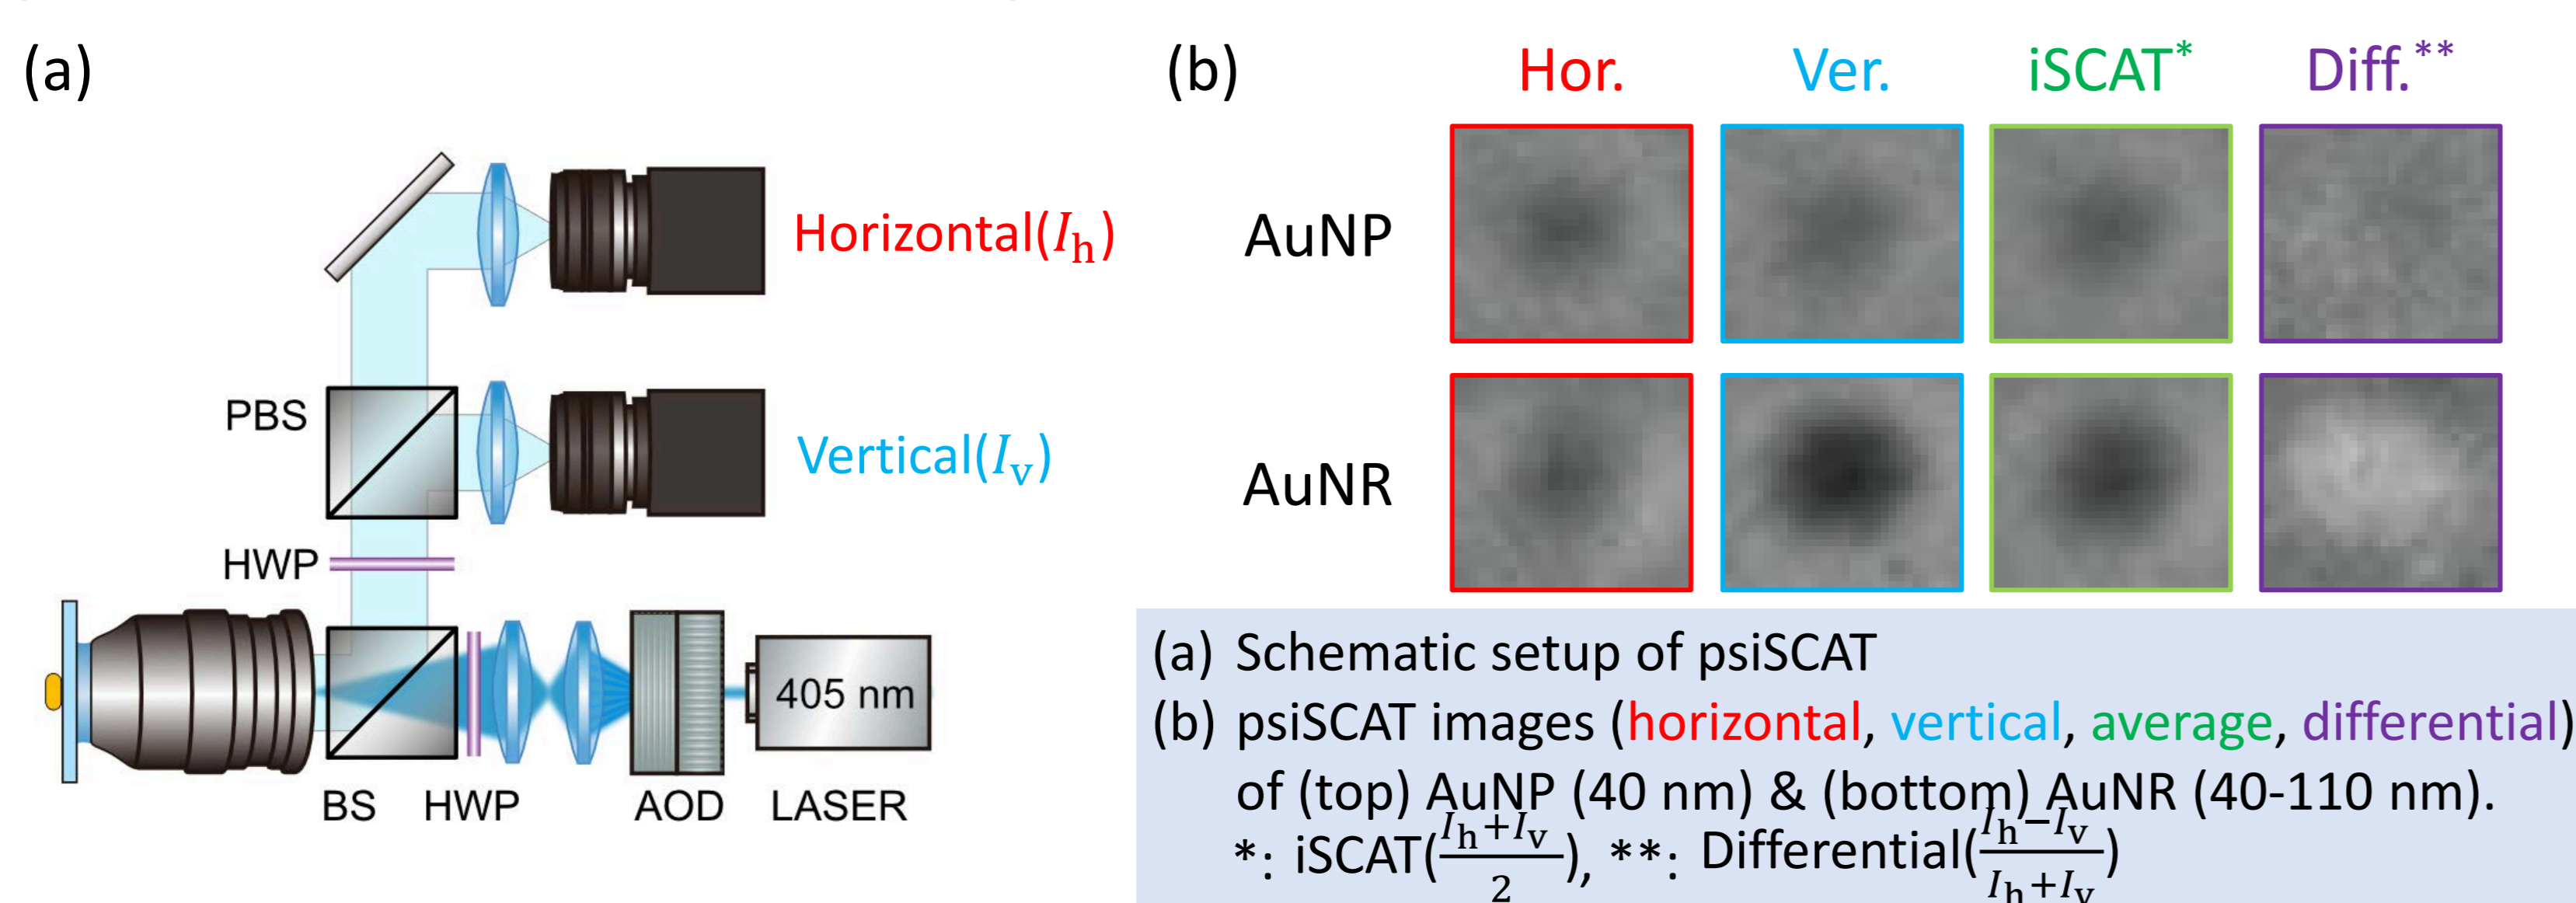 (a)
Horizontal(Iₕ)
PBS
Vertical(Iᵥ)
HWP
405 nm
BS HWP AOD LASER
(b) Hor. Ver. iSCAT* Diff.**
AuNP
AuNR
(a) Schematic setup of psiSCAT
(b) psiSCAT images (horizontal, vertical, average, differential)
of (top) AuNP (40 nm) & (bottom) AuNR (40-110 nm).
*: iSCAT((Iₕ+Iᵥ)/2), **: Differential((Iₕ−Iᵥ)/(Iₕ+Iᵥ))